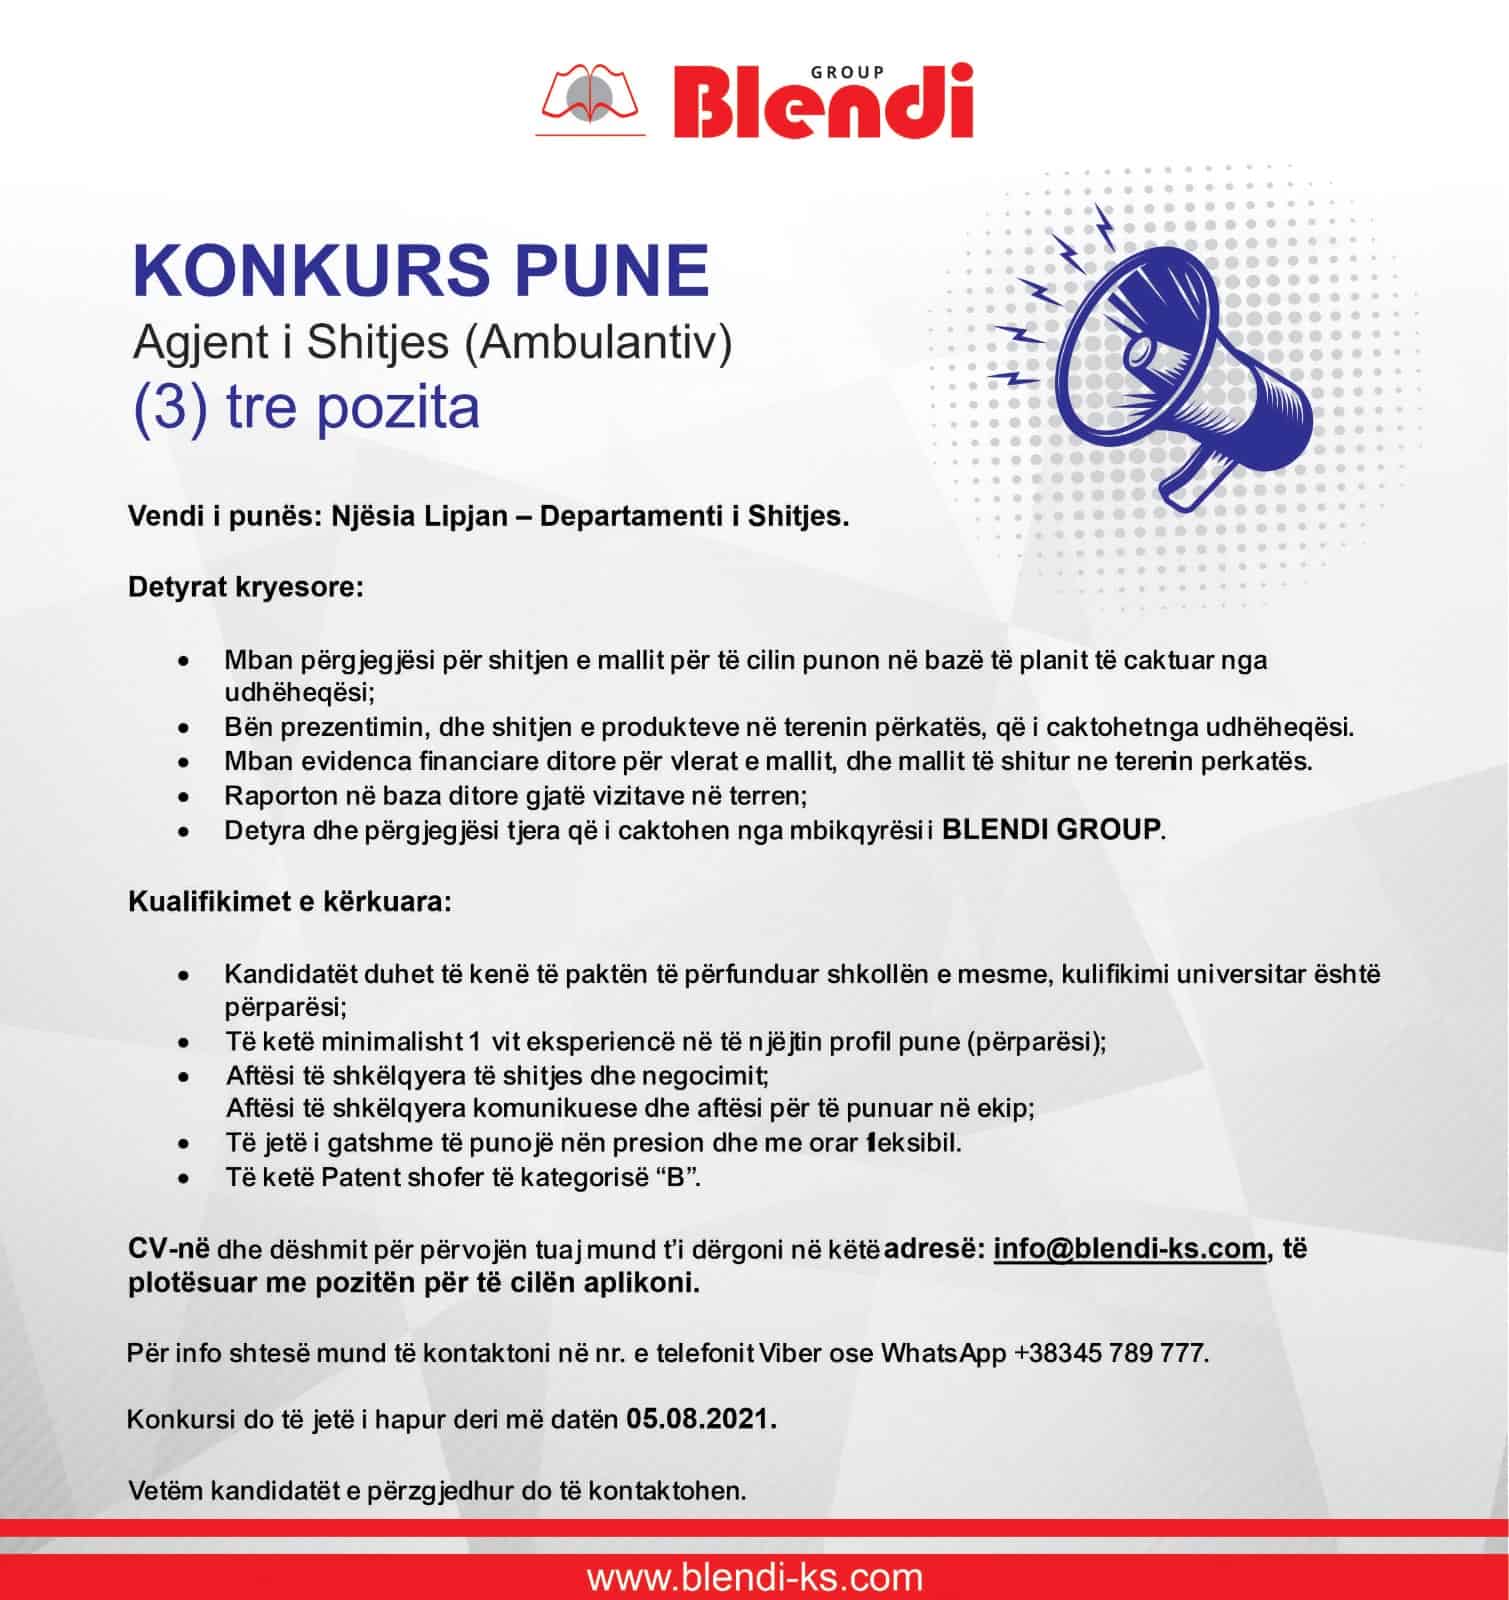 GROUP
Blendi
KONKURS PUNE
Agjent i Shitjes (Ambulantiv)
(3) tre pozita
Vendi i punës: Njësia Lipjan – Departamenti i Shitjes.
Detyrat kryesore:
• Mban përgjegjësi për shitjen e mallit për të cilin punon në bazë të planit të caktuar nga
udhëheqësi;
• Bën prezentimin, dhe shitjen e produkteve në terenin përkatës, që i caktohetnga udhëheqësi.
• Mban evidenca financiare ditore për vlerat e mallit, dhe mallit të shitur ne terenin perkatës.
• Raporton në baza ditore gjatë vizitave në terren;
• Detyra dhe përgjegjësi tjera që i caktohen nga mbikqyrësi i BLENDI GROUP.
Kualifikimet e kërkuara:
• Kandidatët duhet të kenë të paktën të përfunduar shkollën e mesme, kulifikimi universitar është
përparësi;
• Të ketë minimalisht 1 vit eksperiencë në të njëjtin profil pune (përparësi);
• Aftësi të shkëlqyera të shitjes dhe negocimit;
Aftësi të shkëlqyera komunikuese dhe aftësi për të punuar në ekip;
• Të jetë i gatshme të punojë nën presion dhe me orar fleksibil.
• Të ketë Patent shofer të kategorisë “B”.
CV-në dhe dëshmit për përvojën tuaj mund t’i dërgoni në këtë adresë: info@blendi-ks.com, të
plotësuar me pozitën për të cilën aplikoni.
Për info shtesë mund të kontaktoni në nr. e telefonit Viber ose WhatsApp +38345 789 777.
Konkursi do të jetë i hapur deri më datën 05.08.2021.
Vetëm kandidatët e përzgjedhur do të kontaktohen.
www.blendi-ks.com